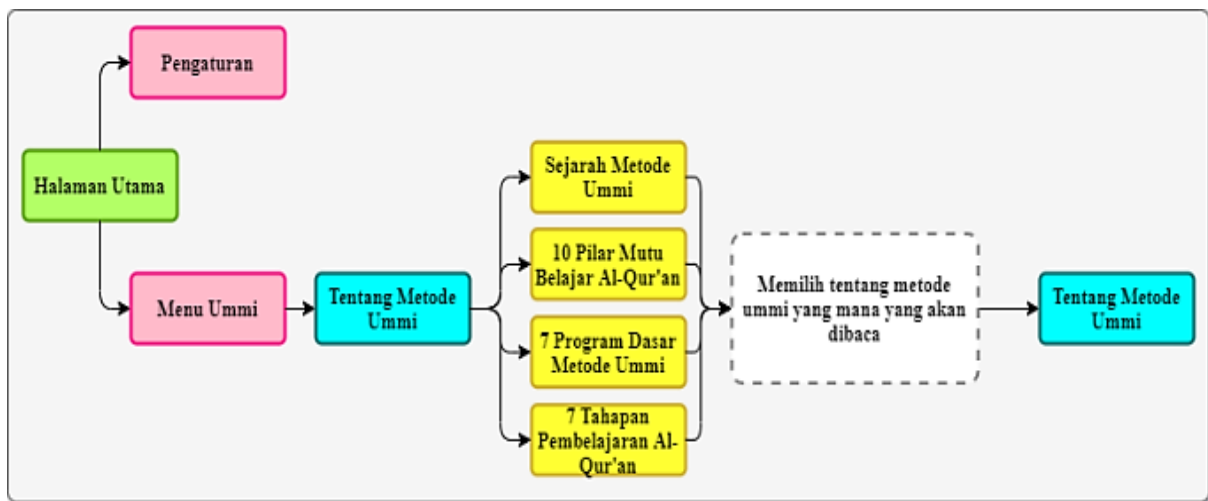 Pengaturan
Halaman Utama
Menu Ummi
Tentang Metode
Ummi
Sejarah Metode
Ummi
10 Pilar Mutu
Belajar Al-Qur'an
7 Program Dasar
Metode Ummi
7 Tahapan
Pembelajaran Al-
Qur'an
Memilih tentang metode
ummi yang mana yang akan
dibaca
Tentang Metode
Ummi